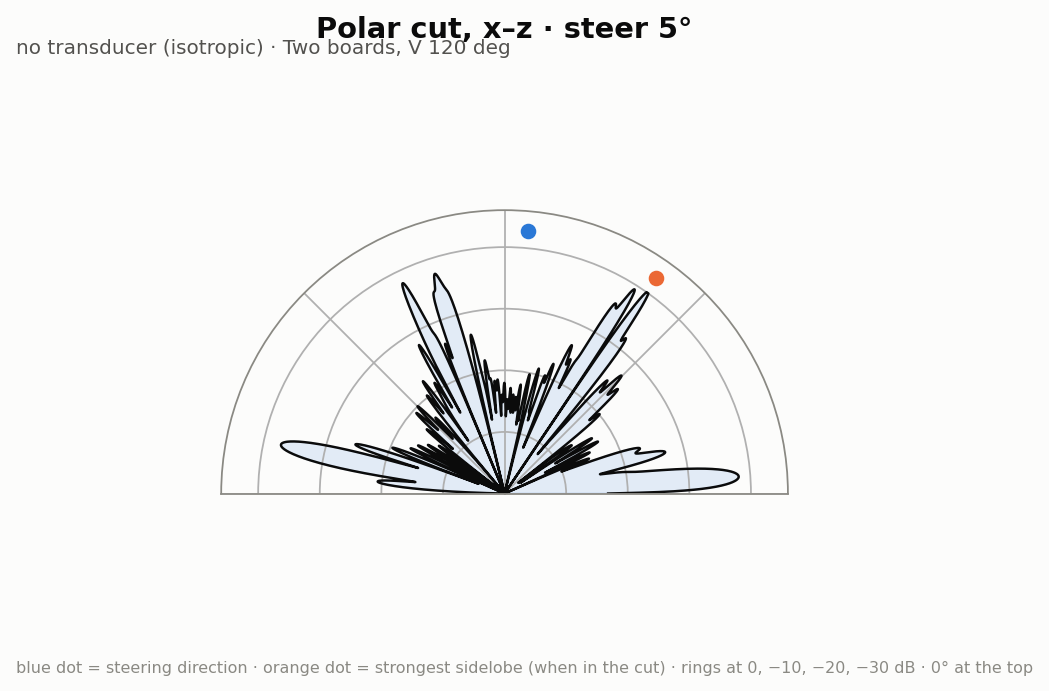 Polar cut, x–z · steer 5°
no transducer (isotropic) · Two boards, V 120 deg
blue dot = steering direction · orange dot = strongest sidelobe (when in the cut) · rings at 0, −10, −20, −30 dB · 0° at the top